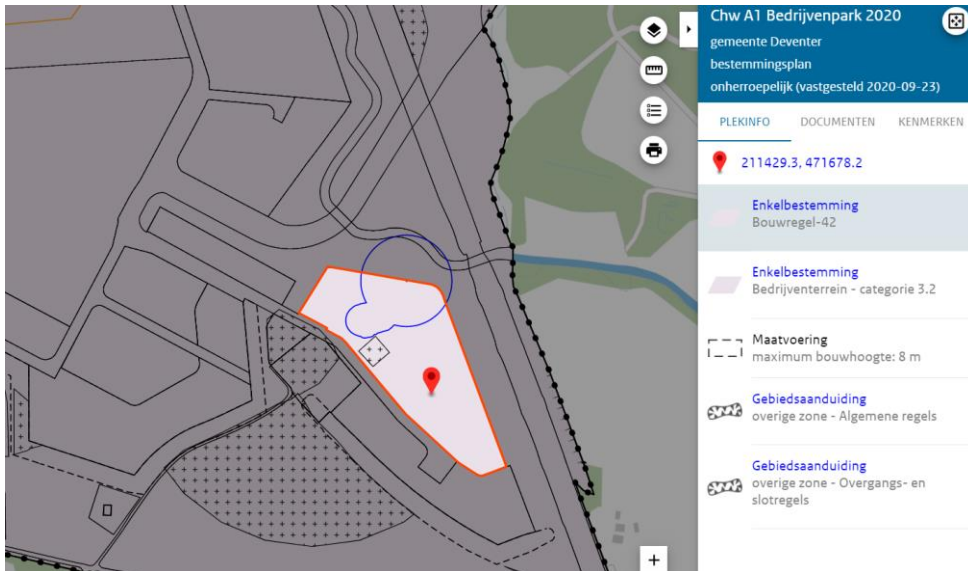 Chw A1 Bedrijvenpark 2020
gemeente Deventer
bestemmingsplan
onherroepelijk (vastgesteld 2020-09-23)
PLEKINFO DOCUMENTEN KENMERKEN
211429.3, 471678.2
Enkelbestemming
Bouwregel-42
Enkelbestemming
Bedrijventerrein - categorie 3.2
Maatvoering
maximum bouwhoogte: 8 m
Gebiedsaanduiding
overige zone - Algemene regels
Gebiedsaanduiding
overige zone - Overgangs- en
slotregels